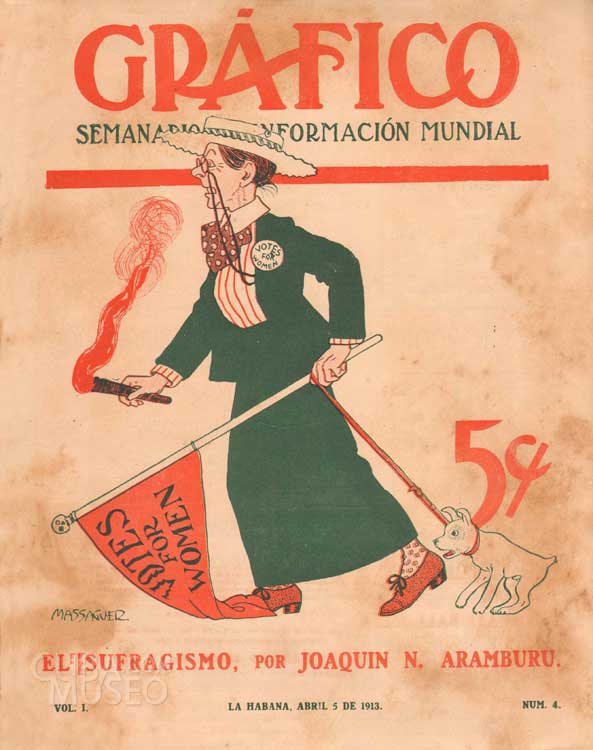 GRÁFICO
SEMANARIO INFORMACIÓN MUNDIAL
VOTES
FOR
WOMEN
5¢
VOTES
FOR
WOMEN
MASSAGUER
EL SUFRAGISMO, POR JOAQUIN N. ARAMBURU.
MUSEO
VOL. I.
LA HABANA, ABRIL 5 DE 1913.
NUM. 4.